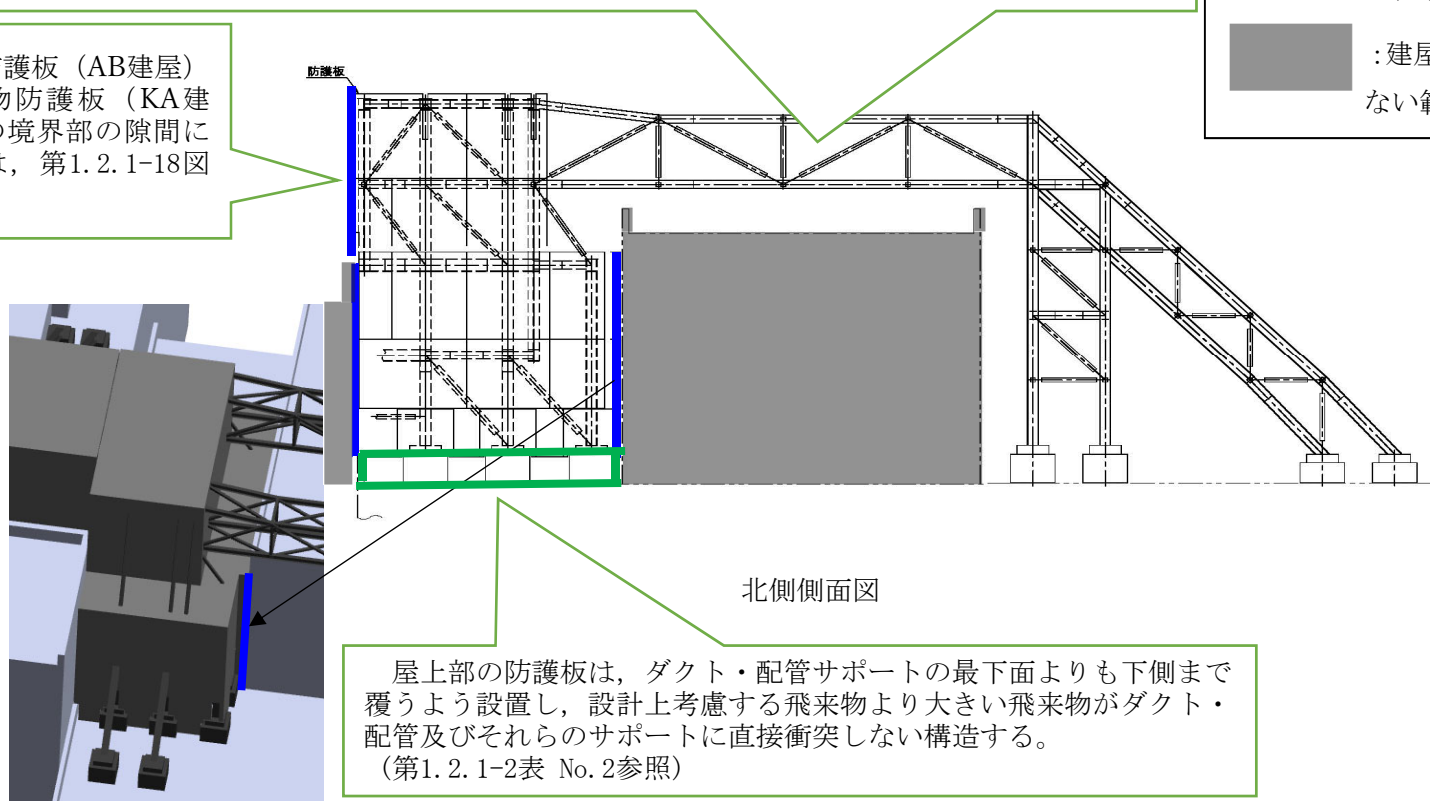 護板（AB建屋）
物防護板（KA建
の境界部の隙間に
は，第1.2.1-18図
防護板
：建屋
ない範
北側側面図
屋上部の防護板は，ダクト・配管サポートの最下面よりも下側まで
覆うよう設置し，設計上考慮する飛来物より大きい飛来物がダクト・
配管及びそれらのサポートに直接衝突しない構造する。
（第1.2.1-2表 No.2参照）